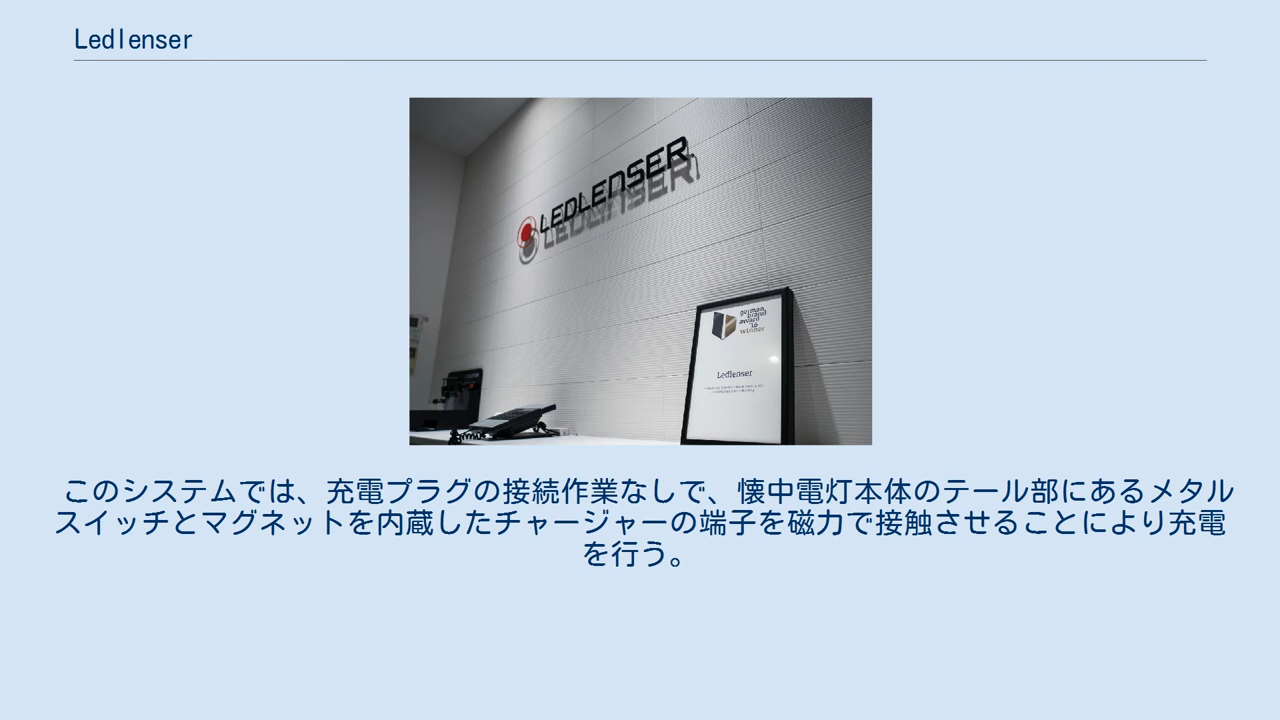 Ledlenser
LEDLENSER
german
brand
award
16
winner
Ledlenser
このシステムでは、充電プラグの接続作業なしで、懐中電灯本体のテール部にあるメタル
スイッチとマグネットを内蔵したチャージャーの端子を磁力で接触させることにより充電
を行う。